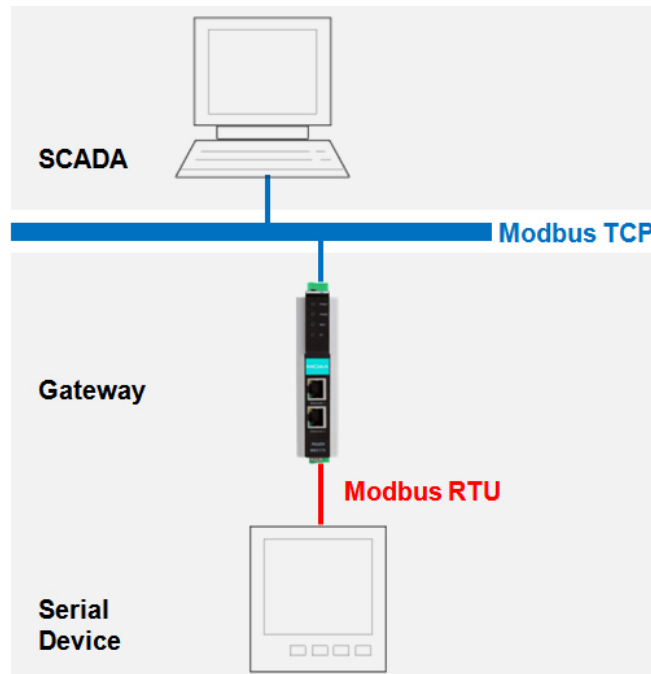 SCADA
Modbus TCP
Gateway
Modbus RTU
Serial
Device